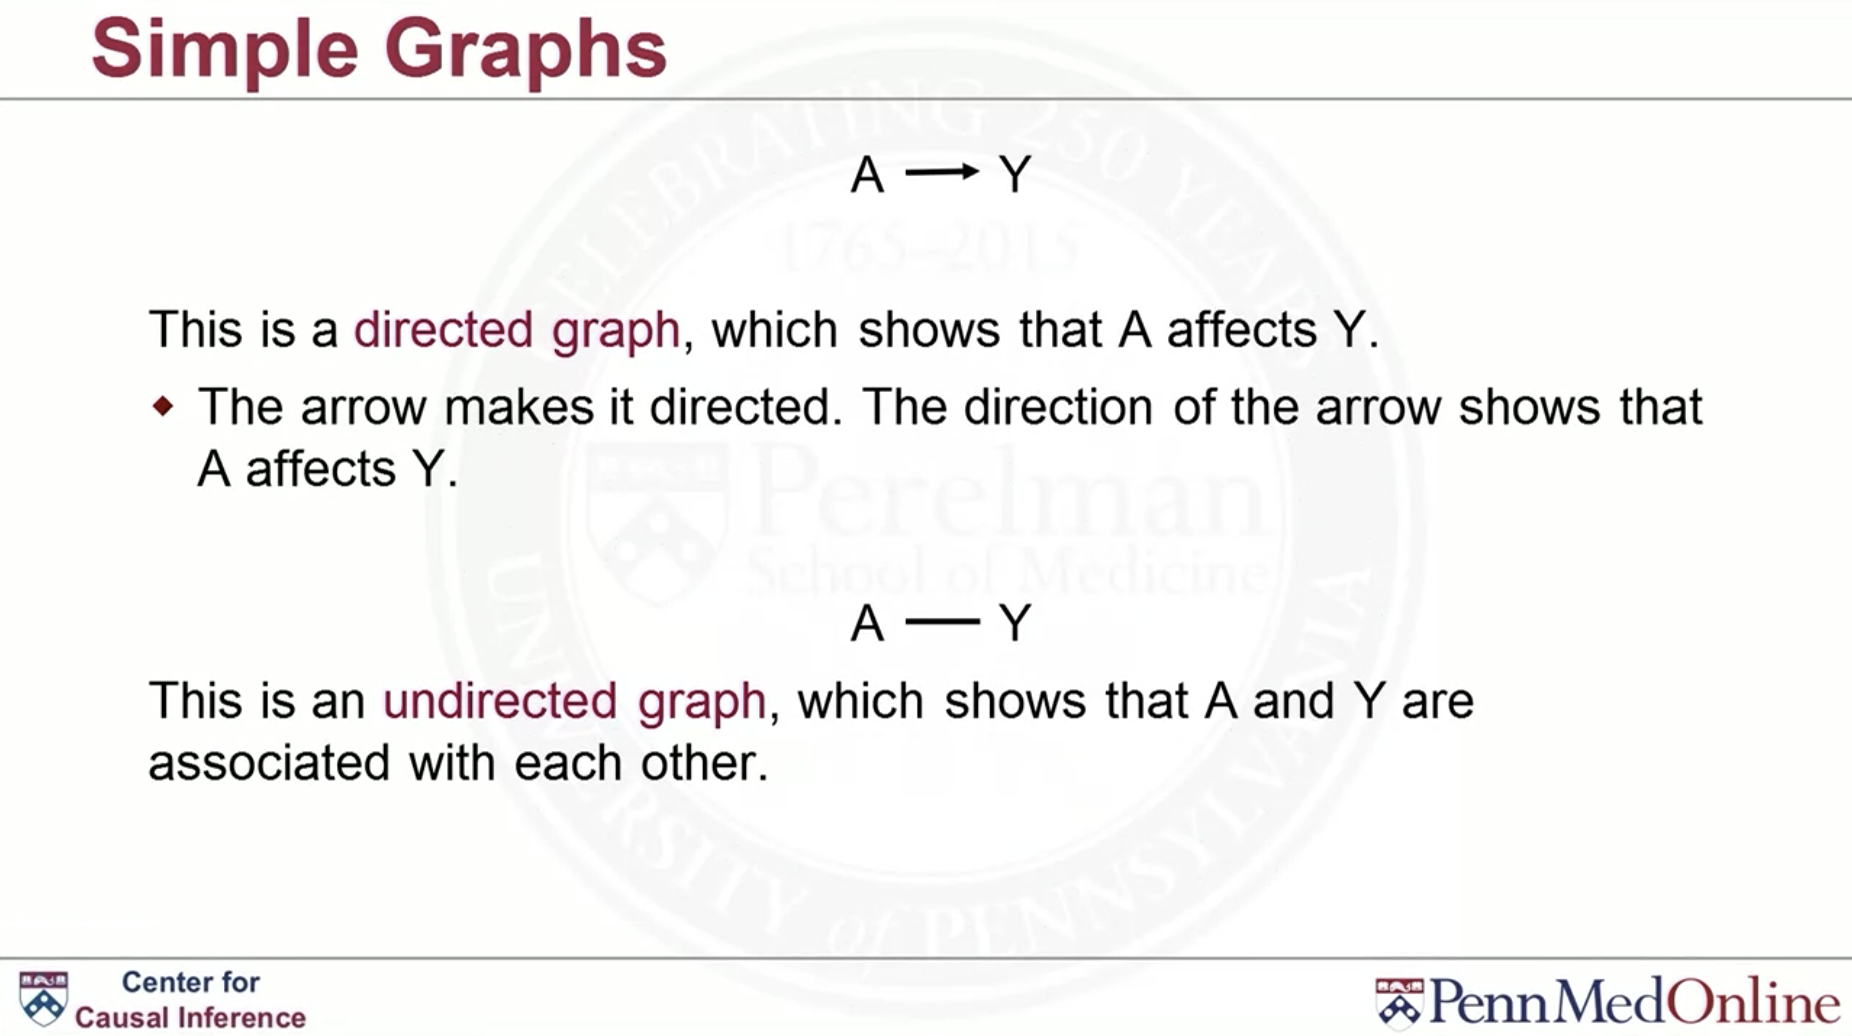 Simple Graphs
A → Y
This is a directed graph, which shows that A affects Y.
◆ The arrow makes it directed. The direction of the arrow shows that
A affects Y.
A — Y
This is an undirected graph, which shows that A and Y are
associated with each other.
CELEBRATING 250 YEARS
1765–2015
Perelman
School of Medicine
UNIVERSITY of PENNSYLVANIA
Center for
Causal Inference
PennMedOnline